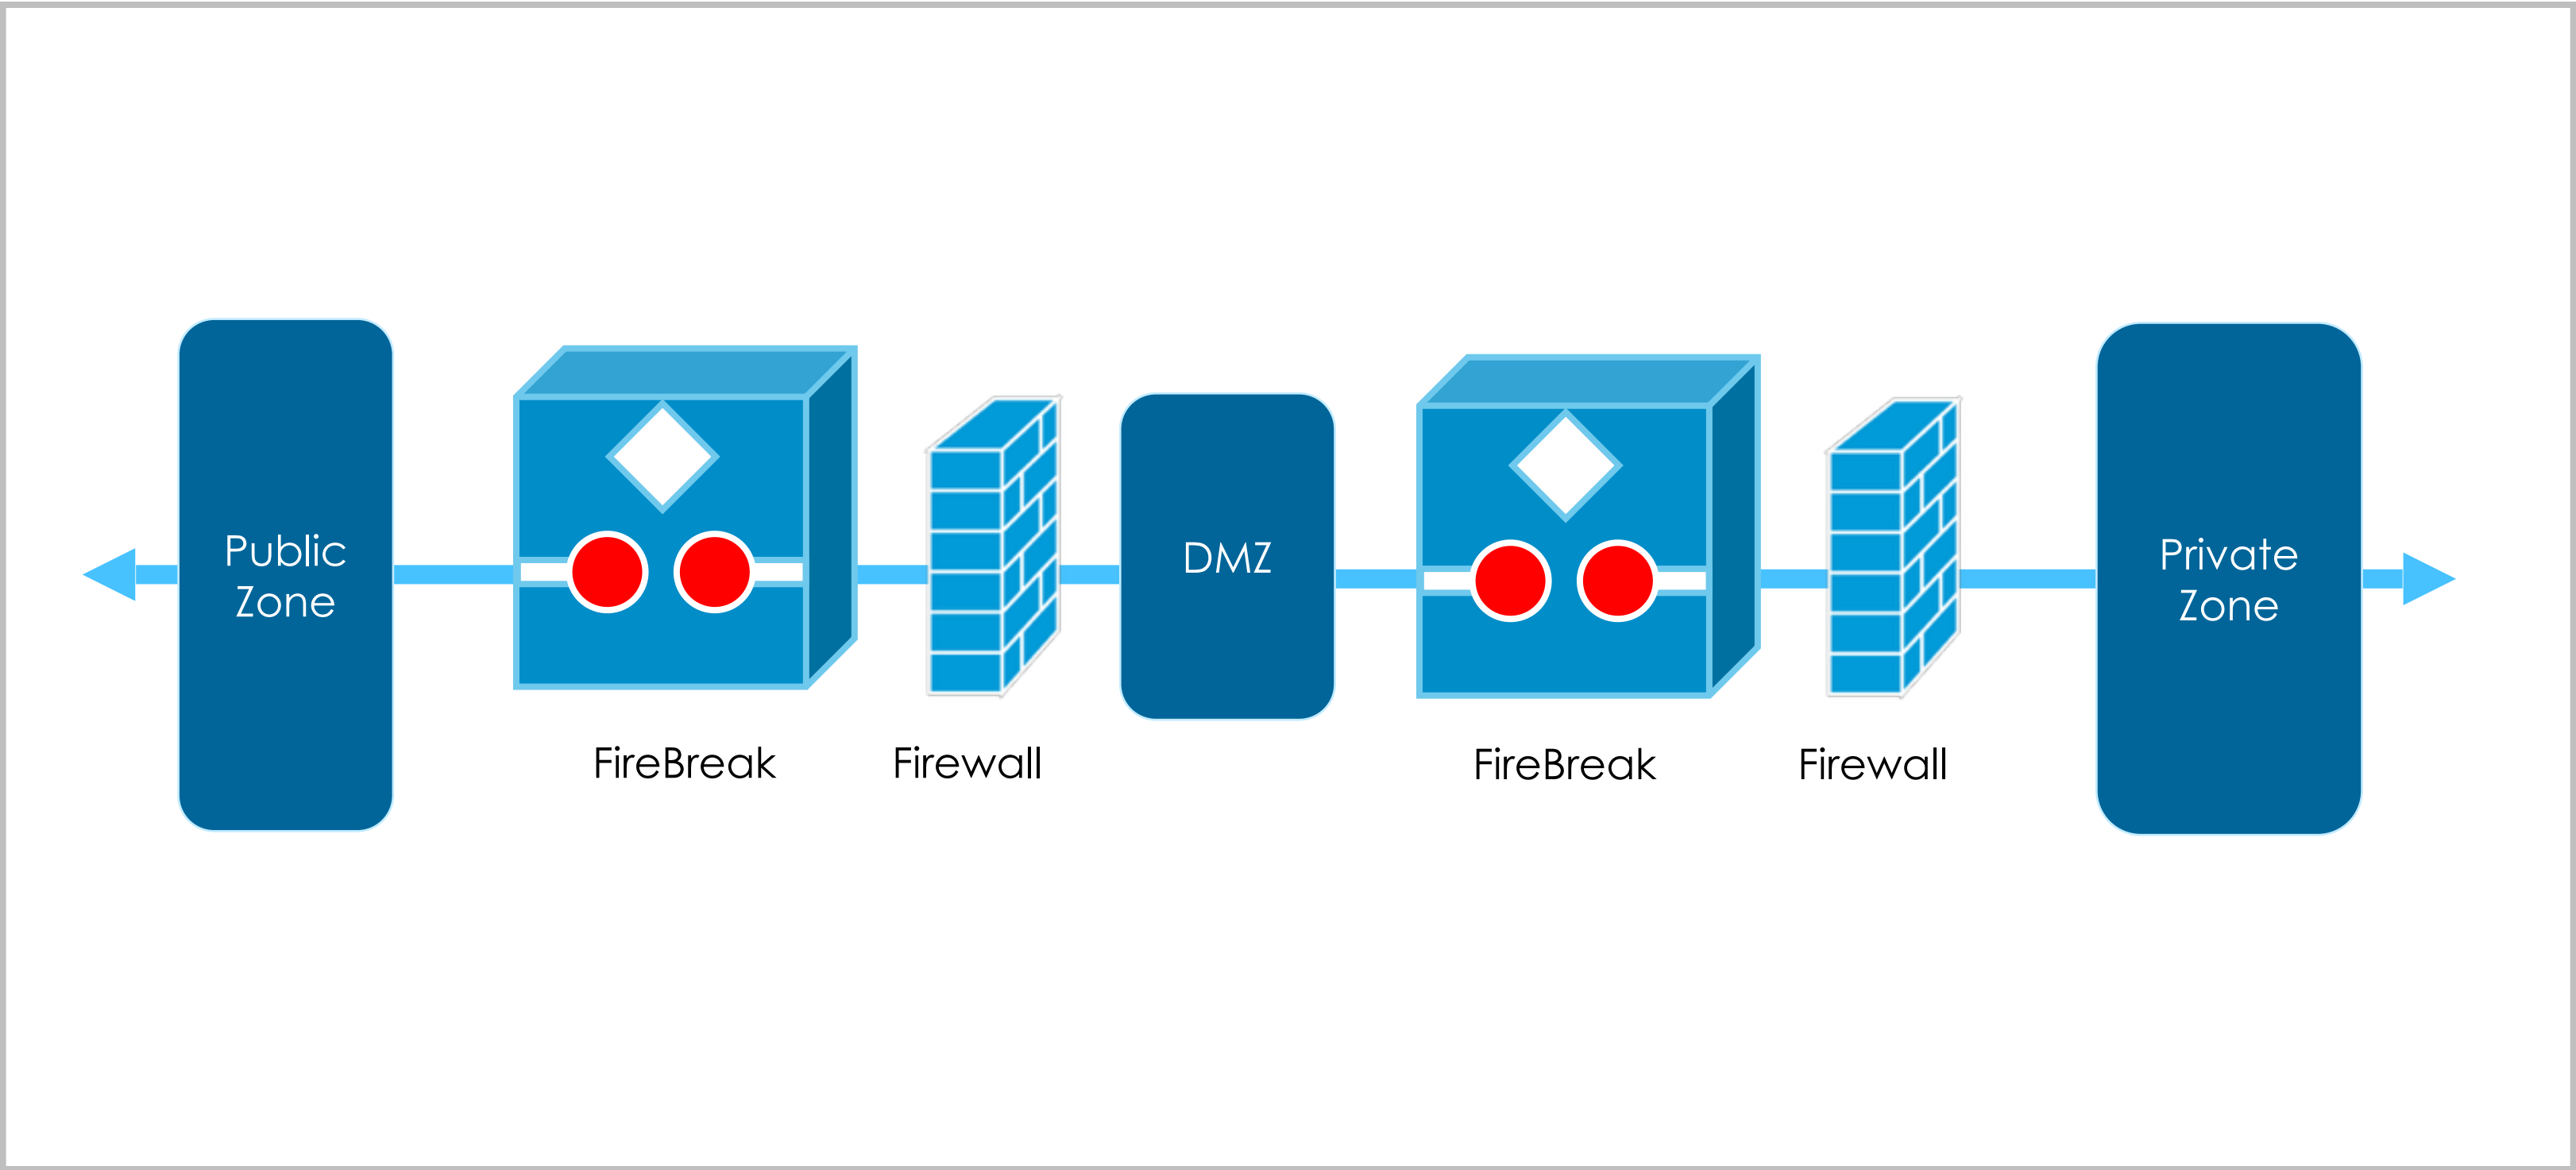 Public
Zone
DMZ
Private
Zone
FireBreak
Firewall
FireBreak
Firewall